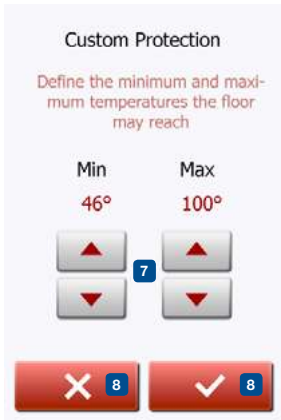 Custom Protection
Define the minimum and maxi-
mum temperatures the floor
may reach
Min Max
46° 100°
7
8 8